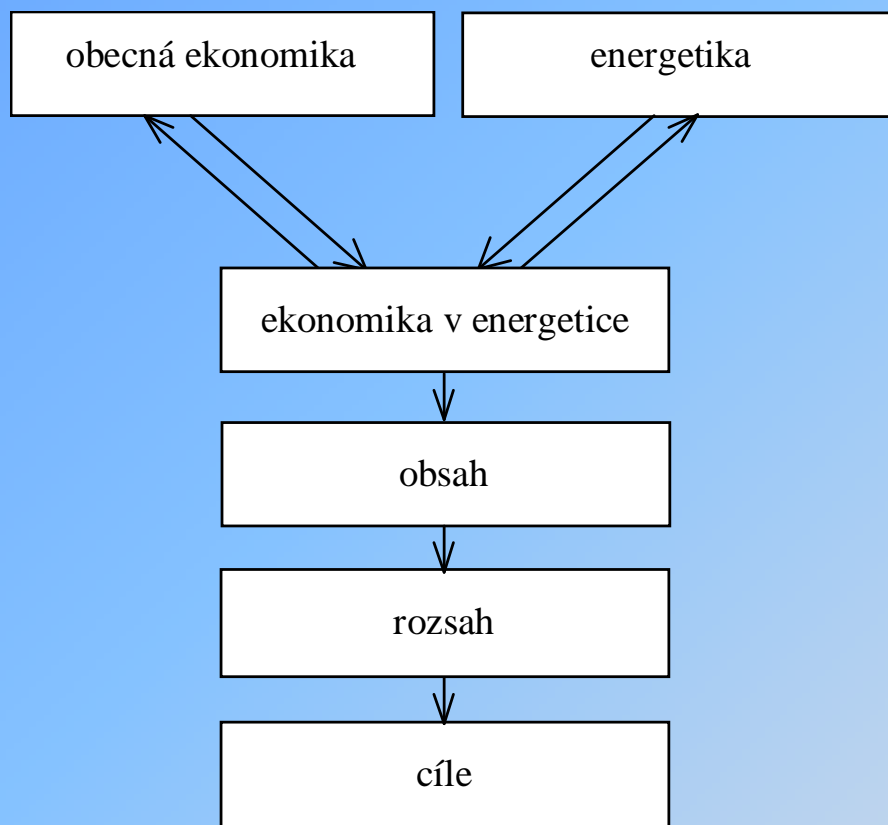 obecná ekonomika
energetika
ekonomika v energetice
obsah
rozsah
cíle